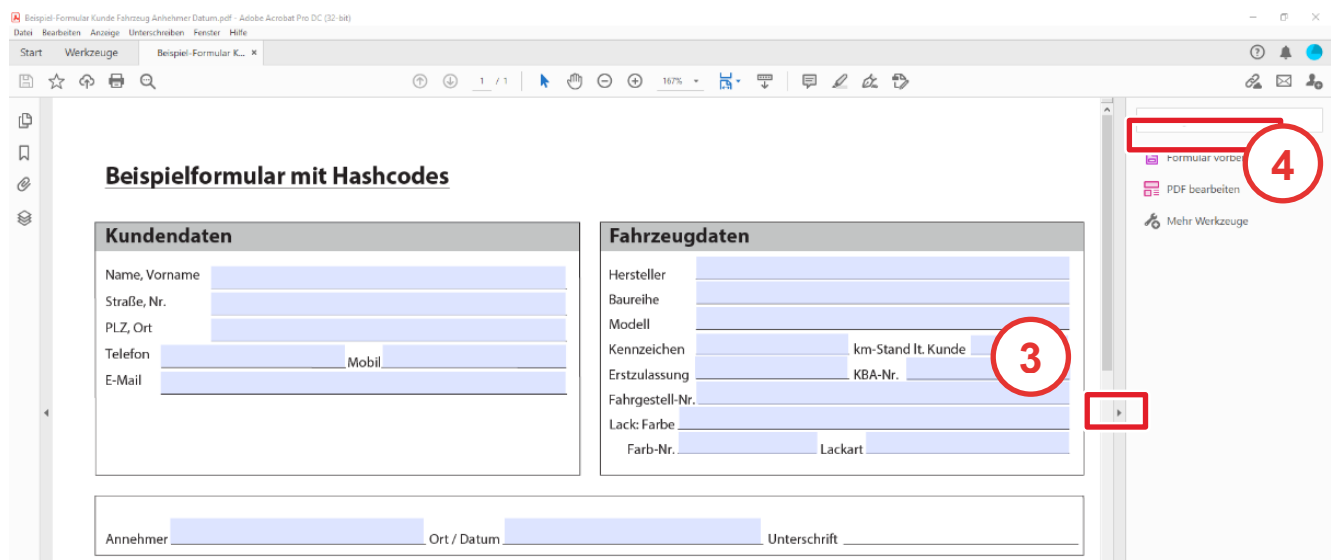 Beispiel-Formular Kunde Fahrzeug Anhehmer Datum.pdf - Adobe Acrobat Pro DC (32-bit)
Datei Bearbeiten Anzeige Unterschreiben Fenster Hilfe
Start Werkzeuge Beispiel-Formular K... ×
1 / 1 167%
4
Formular vorbe
PDF bearbeiten
Mehr Werkzeuge
Beispielformular mit Hashcodes
Kundendaten
Name, Vorname
Straße, Nr.
PLZ, Ort
Telefon Mobil
E-Mail
Fahrzeugdaten
Hersteller
Baureihe
Modell
Kennzeichen km-Stand lt. Kunde
3
Erstzulassung KBA-Nr.
Fahrgestell-Nr.
Lack: Farbe
Farb-Nr. Lackart
Annehmer Ort / Datum Unterschrift